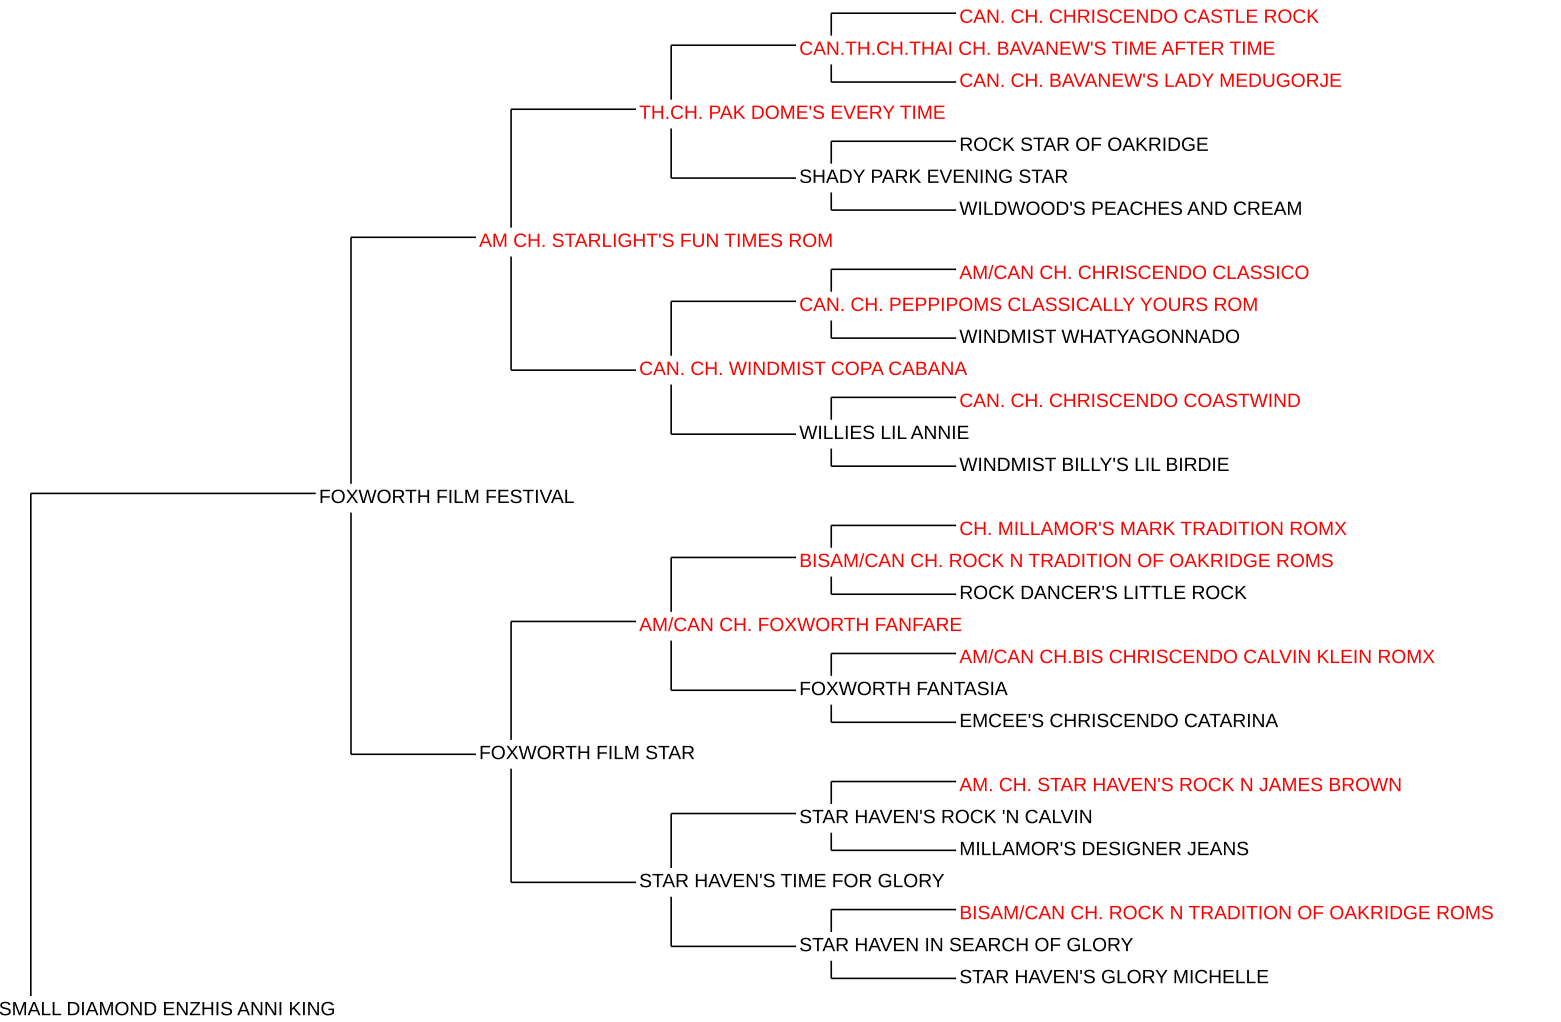 CAN. CH. CHRISCENDO CASTLE ROCK
CAN.TH.CH.THAI CH. BAVANEW'S TIME AFTER TIME
CAN. CH. BAVANEW'S LADY MEDUGORJE
TH.CH. PAK DOME'S EVERY TIME
ROCK STAR OF OAKRIDGE
SHADY PARK EVENING STAR
WILDWOOD'S PEACHES AND CREAM
AM CH. STARLIGHT'S FUN TIMES ROM
AM/CAN CH. CHRISCENDO CLASSICO
CAN. CH. PEPPIPOMS CLASSICALLY YOURS ROM
WINDMIST WHATYAGONNADO
CAN. CH. WINDMIST COPA CABANA
CAN. CH. CHRISCENDO COASTWIND
WILLIES LIL ANNIE
WINDMIST BILLY'S LIL BIRDIE
FOXWORTH FILM FESTIVAL
CH. MILLAMOR'S MARK TRADITION ROMX
BISAM/CAN CH. ROCK N TRADITION OF OAKRIDGE ROMS
ROCK DANCER'S LITTLE ROCK
AM/CAN CH. FOXWORTH FANFARE
AM/CAN CH.BIS CHRISCENDO CALVIN KLEIN ROMX
FOXWORTH FANTASIA
EMCEE'S CHRISCENDO CATARINA
FOXWORTH FILM STAR
AM. CH. STAR HAVEN'S ROCK N JAMES BROWN
STAR HAVEN'S ROCK 'N CALVIN
MILLAMOR'S DESIGNER JEANS
STAR HAVEN'S TIME FOR GLORY
BISAM/CAN CH. ROCK N TRADITION OF OAKRIDGE ROMS
STAR HAVEN IN SEARCH OF GLORY
STAR HAVEN'S GLORY MICHELLE
SMALL DIAMOND ENZHIS ANNI KING